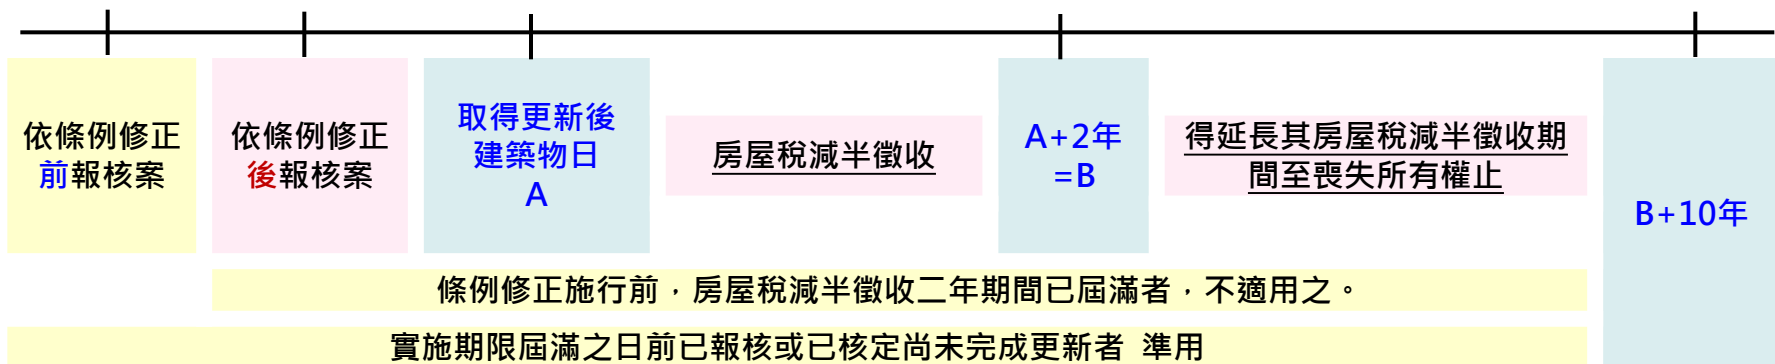 依條例修正
前報核案
依條例修正
後報核案
取得更新後
建築物日
A
房屋稅減半徵收
A+2年
=B
得延長其房屋稅減半徵收期
間至喪失所有權止
B+10年
條例修正施行前，房屋稅減半徵收二年期間已屆滿者，不適用之。
實施期限屆滿之日前已報核或已核定尚未完成更新者 準用